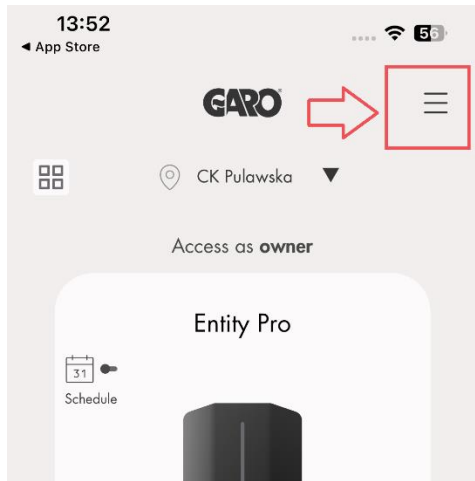 13:52
56
◀ App Store
GARO
CK Pulawska ▼
Access as owner
Entity Pro
31
Schedule